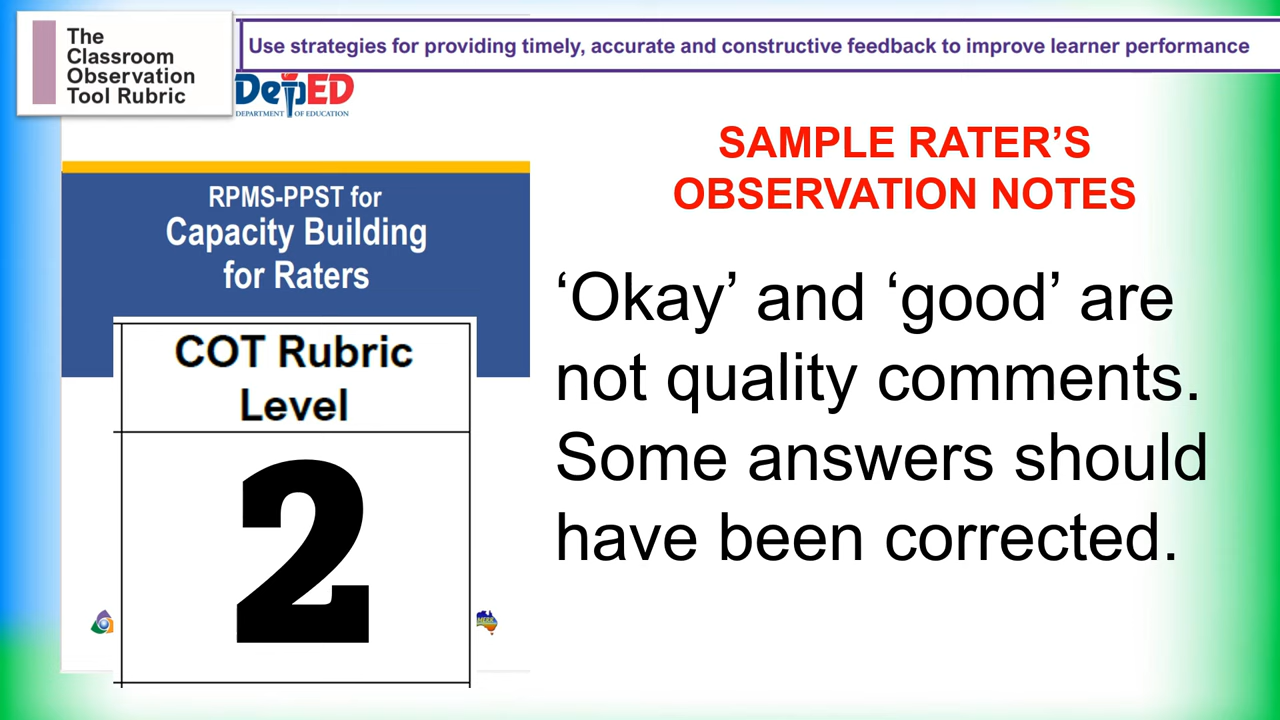 The
Classroom
Observation
Tool Rubric
Use strategies for providing timely, accurate and constructive feedback to improve learner performance
DepED
DEPARTMENT OF EDUCATION
RPMS-PPST for
Capacity Building
for Raters
COT Rubric
Level
2
SAMPLE RATER’S
OBSERVATION NOTES
‘Okay’ and ‘good’ are
not quality comments.
Some answers should
have been corrected.